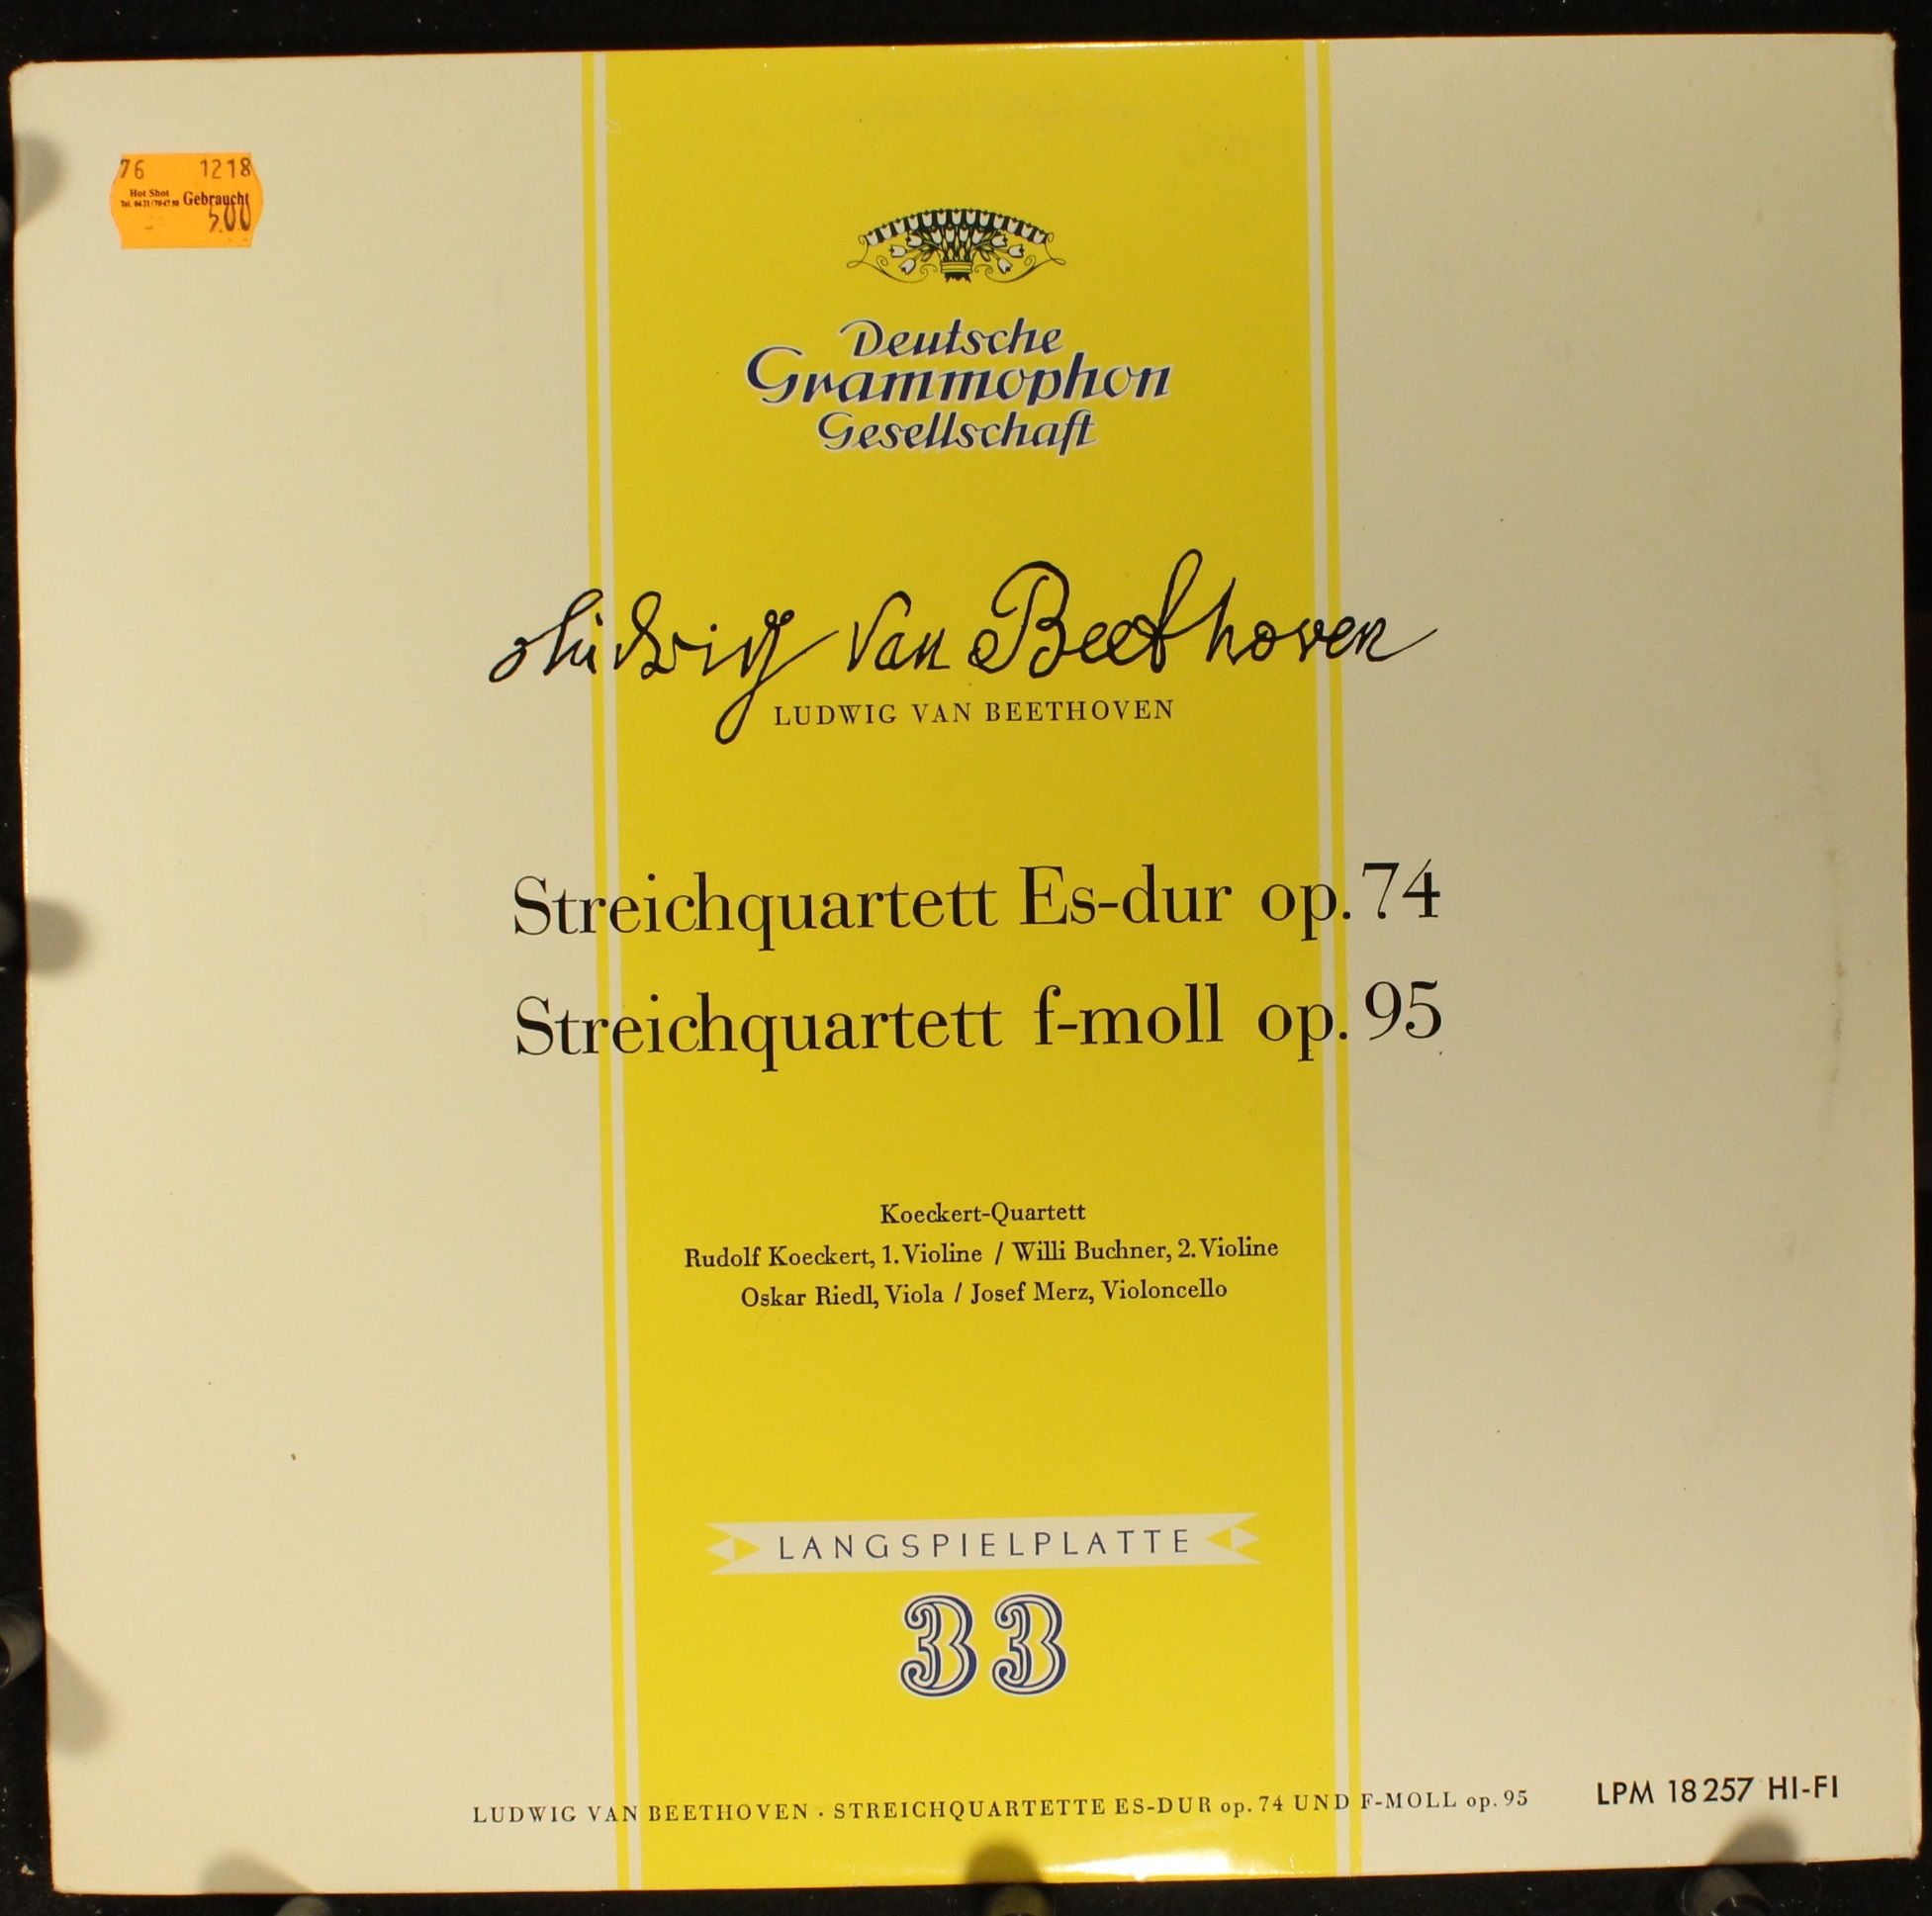 76 1218
Hot Shot
Gebraucht
5.00
Deutsche
Grammophon
Gesellschaft
Ludwig van Beethoven
LUDWIG VAN BEETHOVEN
Streichquartett Es-dur op. 74
Streichquartett f-moll op. 95
Koeckert-Quartett
Rudolf Koeckert, 1. Violine / Willi Buchner, 2. Violine
Oskar Riedl, Viola / Josef Merz, Violoncello
LANGSPIELPLATTE
33
LUDWIG VAN BEETHOVEN · STREICHQUARTETTE ES-DUR op. 74 UND F-MOLL op. 95
LPM 18 257 HI-FI